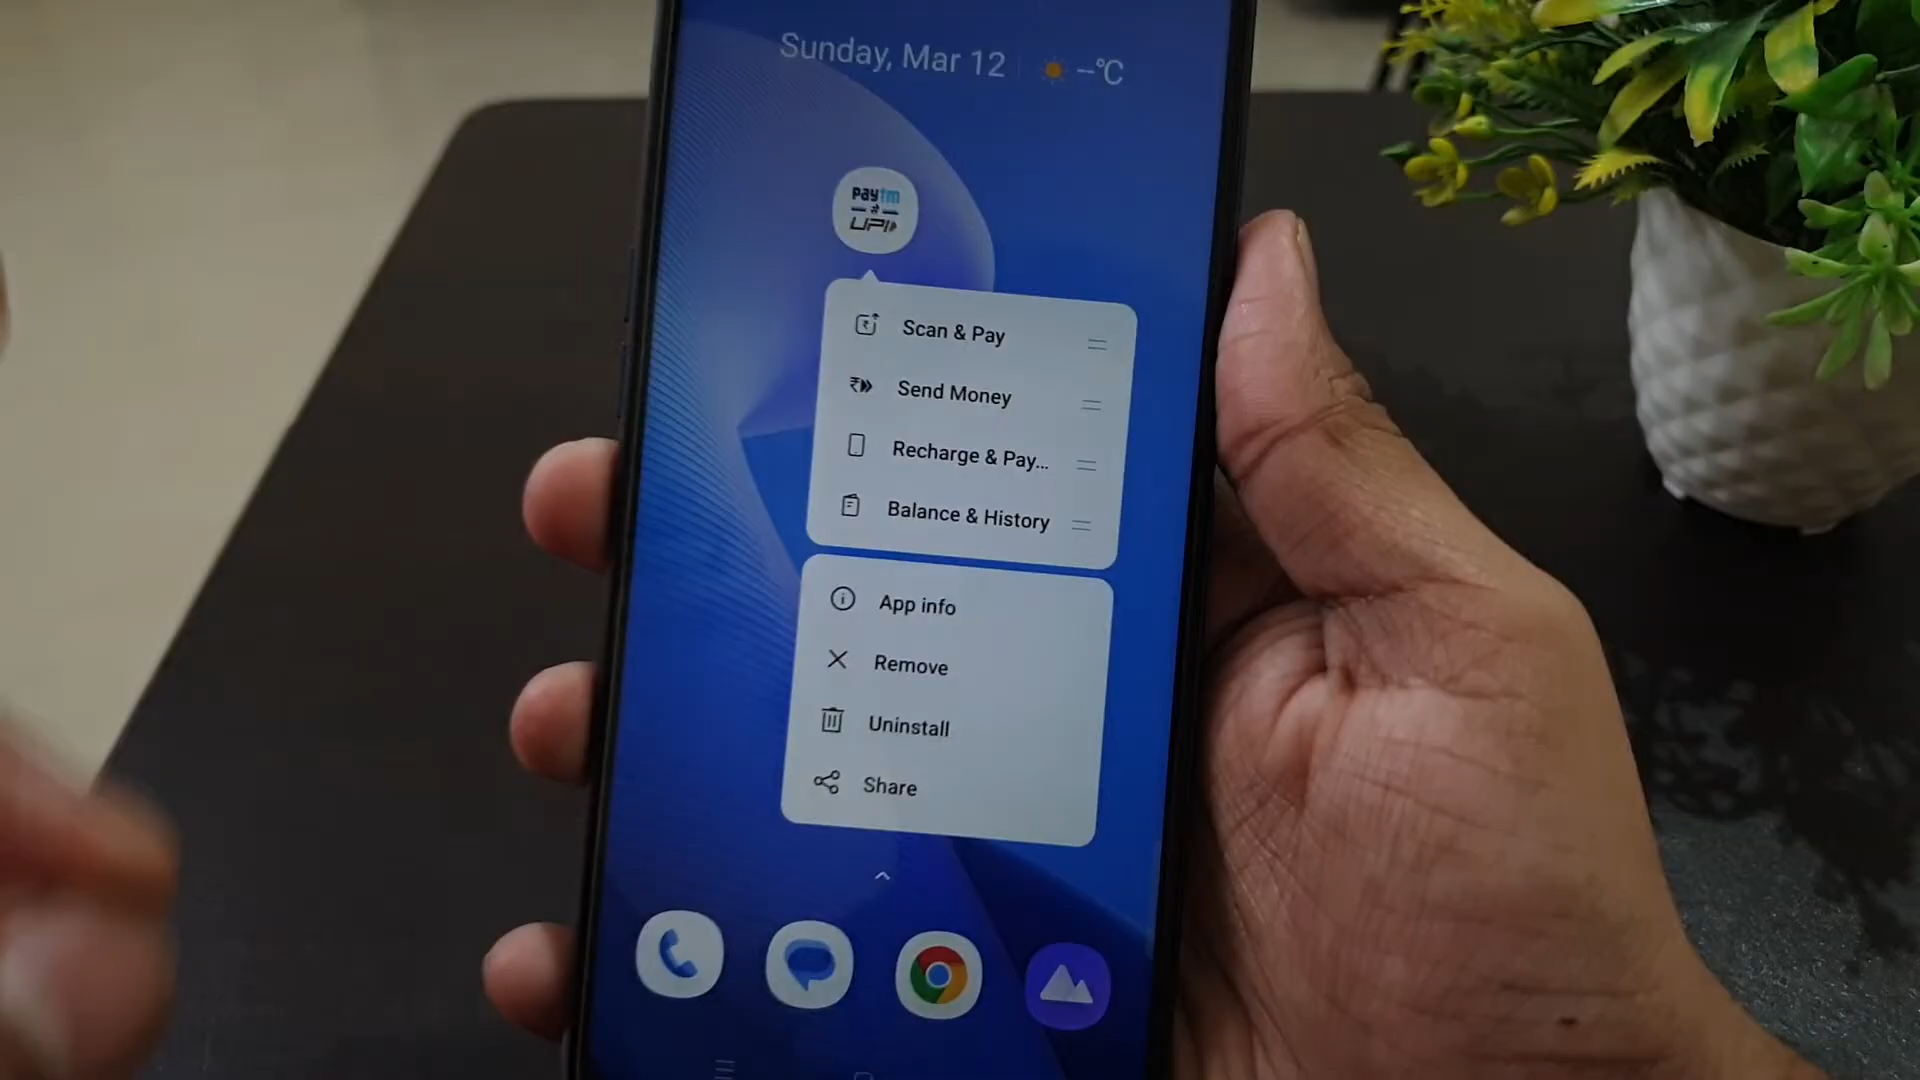 Sunday, Mar 12 --°C
paytm
UPI
Scan & Pay
Send Money
Recharge & Pay...
Balance & History
App info
Remove
Uninstall
Share